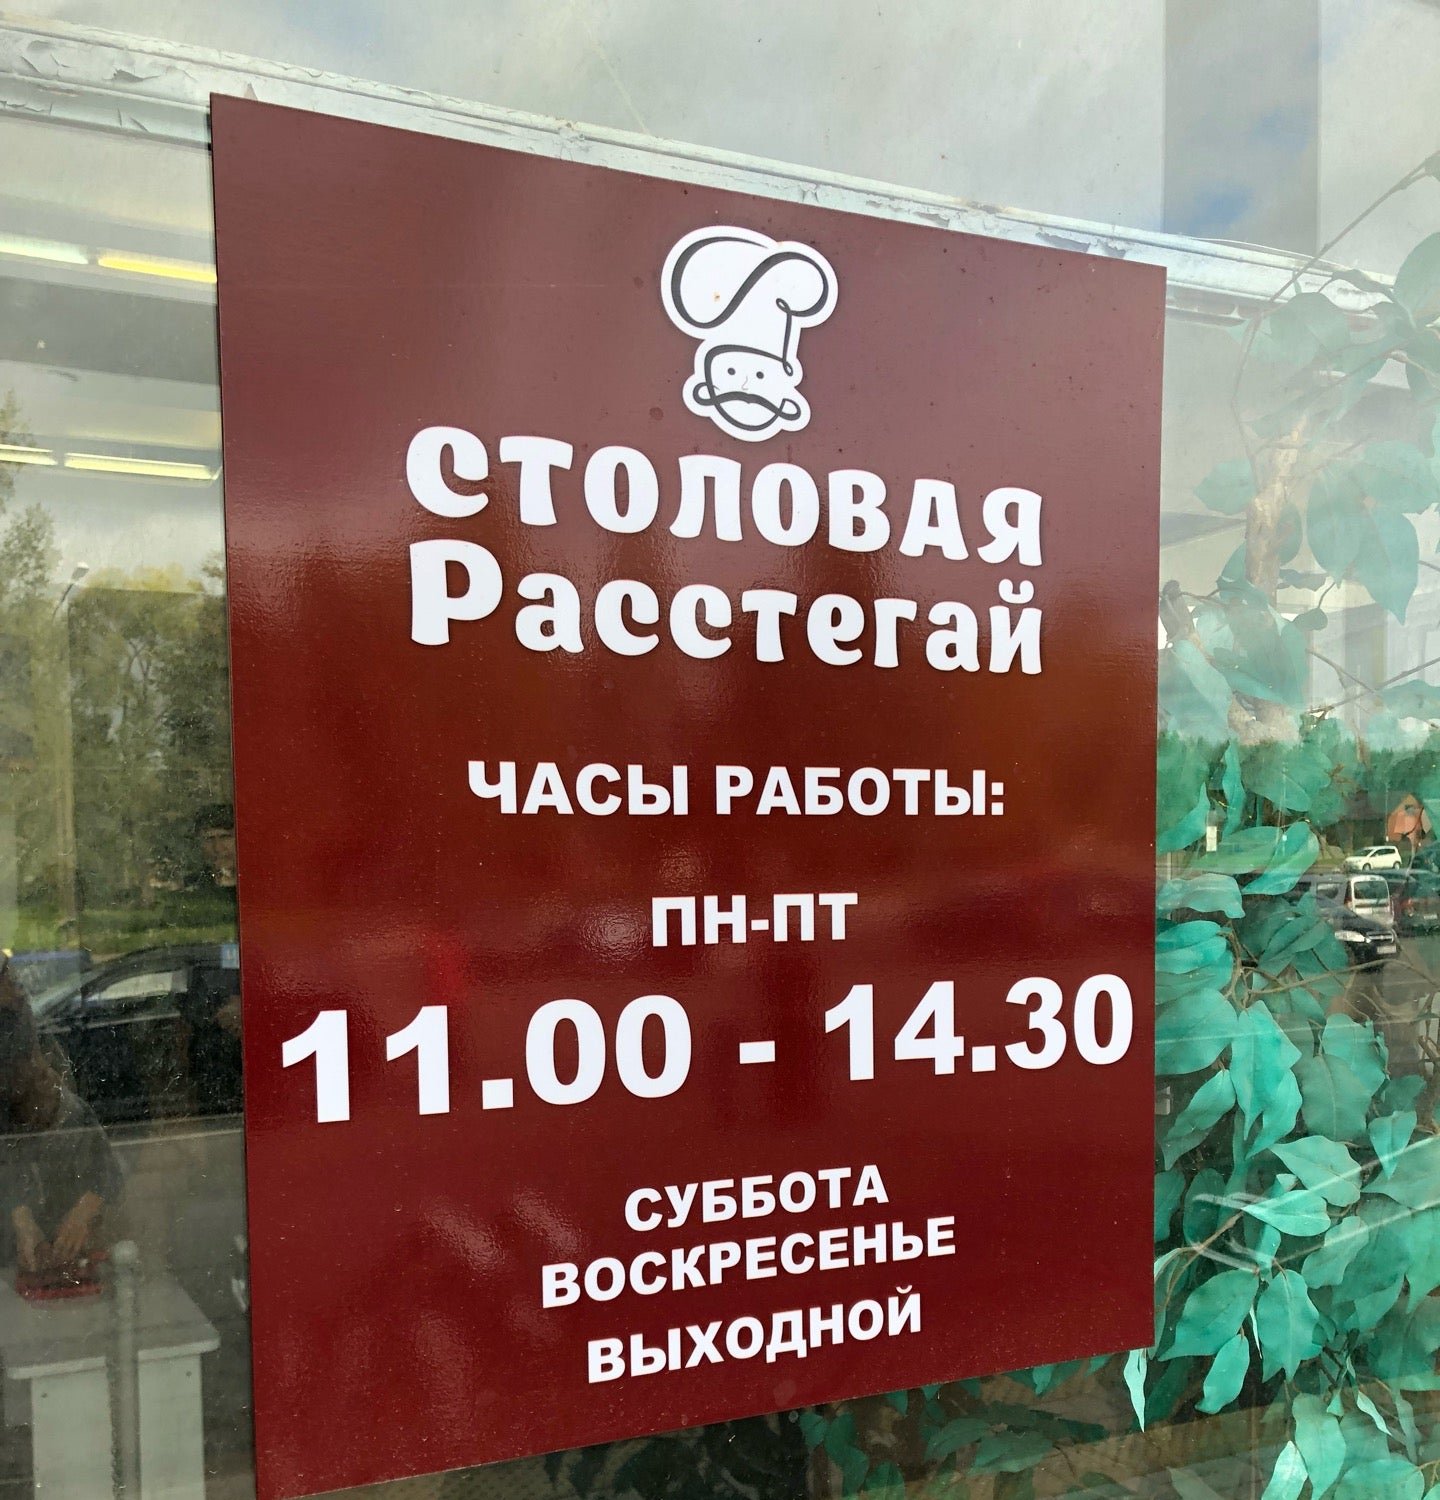 СТОЛОВАЯ
Расстегай
ЧАСЫ РАБОТЫ:
ПН-ПТ
11.00 - 14.30
СУББОТА
ВОСКРЕСЕНЬЕ
ВЫХОДНОЙ